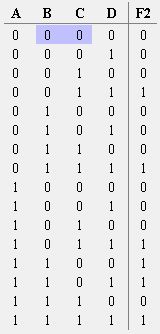 A B C D F2
0 0 0 0 0
0 0 0 1 0
0 0 1 0 0
0 0 1 1 1
0 1 0 0 0
0 1 0 1 0
0 1 1 0 0
0 1 1 1 1
1 0 0 0 0
1 0 0 1 0
1 0 1 0 0
1 0 1 1 1
1 1 0 0 1
1 1 0 1 1
1 1 1 0 0
1 1 1 1 1